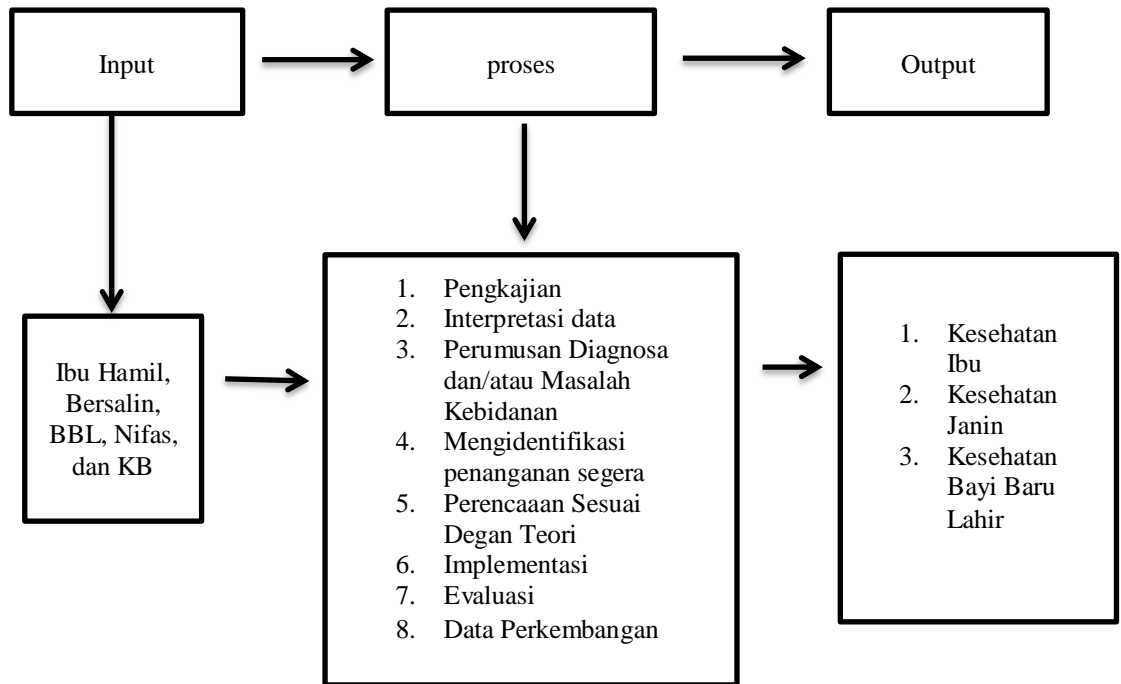 Input
proses
Output
Ibu Hamil,
Bersalin,
BBL, Nifas,
dan KB
1. Pengkajian
2. Interpretasi data
3. Perumusan Diagnosa
dan/atau Masalah
Kebidanan
4. Mengidentifikasi
penanganan segera
5. Perencaaan Sesuai
Degan Teori
6. Implementasi
7. Evaluasi
8. Data Perkembangan
1. Kesehatan
Ibu
2. Kesehatan
Janin
3. Kesehatan
Bayi Baru
Lahir